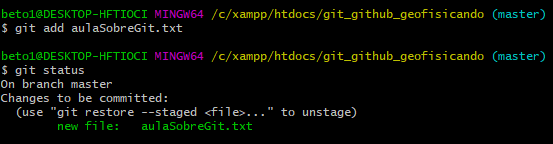 beto1@DESKTOP-HFTIOCI MINGW64 /c/xampp/htdocs/git_github_geofisicando (master)
$ git add aulaSobreGit.txt
beto1@DESKTOP-HFTIOCI MINGW64 /c/xampp/htdocs/git_github_geofisicando (master)
$ git status
On branch master
Changes to be committed:
  (use "git restore --staged <file>..." to unstage)
        new file:   aulaSobreGit.txt